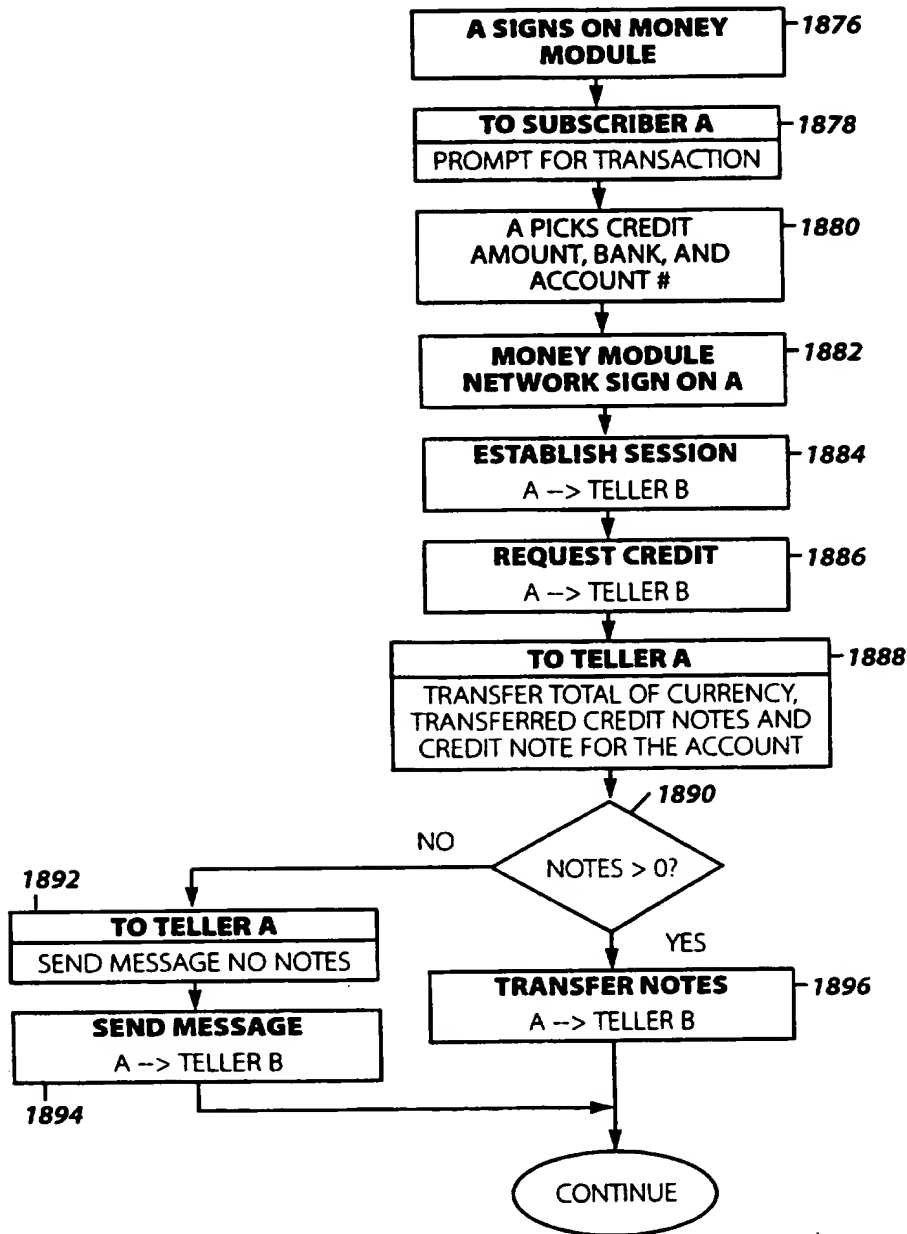 A SIGNS ON MONEY
MODULE
1876
TO SUBSCRIBER A
1878
PROMPT FOR TRANSACTION
A PICKS CREDIT
AMOUNT, BANK, AND
ACCOUNT #
1880
MONEY MODULE
NETWORK SIGN ON A
1882
ESTABLISH SESSION
1884
A --> TELLER B
REQUEST CREDIT
1886
A --> TELLER B
TO TELLER A
1888
TRANSFER TOTAL OF CURRENCY,
TRANSFERRED CREDIT NOTES AND
CREDIT NOTE FOR THE ACCOUNT
1890
NOTES > 0?
NO
1892
TO TELLER A
SEND MESSAGE NO NOTES
SEND MESSAGE
A --> TELLER B
1894
YES
TRANSFER NOTES
1896
A --> TELLER B
CONTINUE